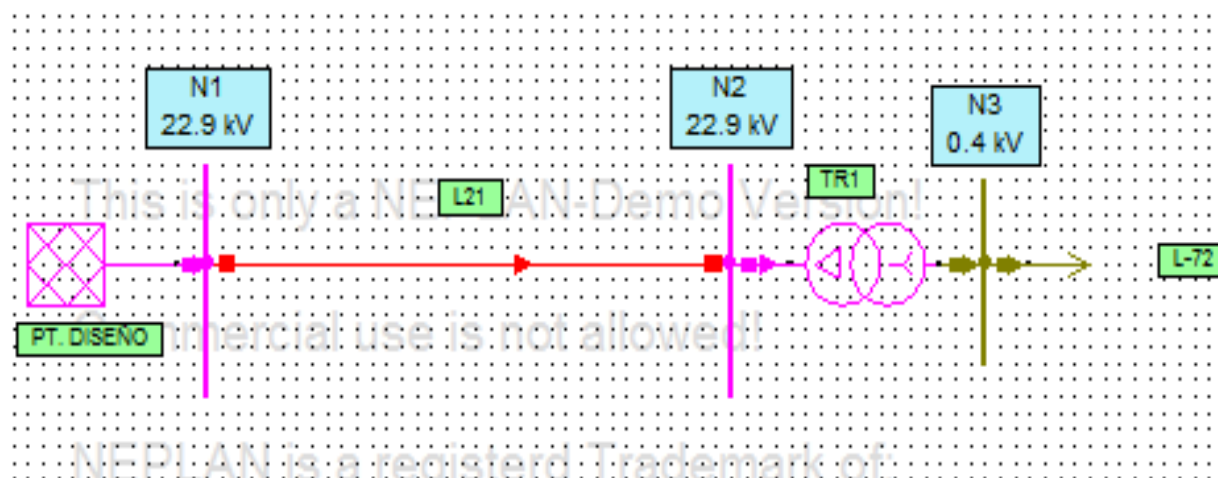 N1
22.9 kV
N2
22.9 kV
N3
0.4 kV
TR1
This is only a NEPLAN-Demo Version!
L21
L-72
PT. DISEÑO
Commercial use is not allowed!
NEPLAN is a registerd Trademark of: